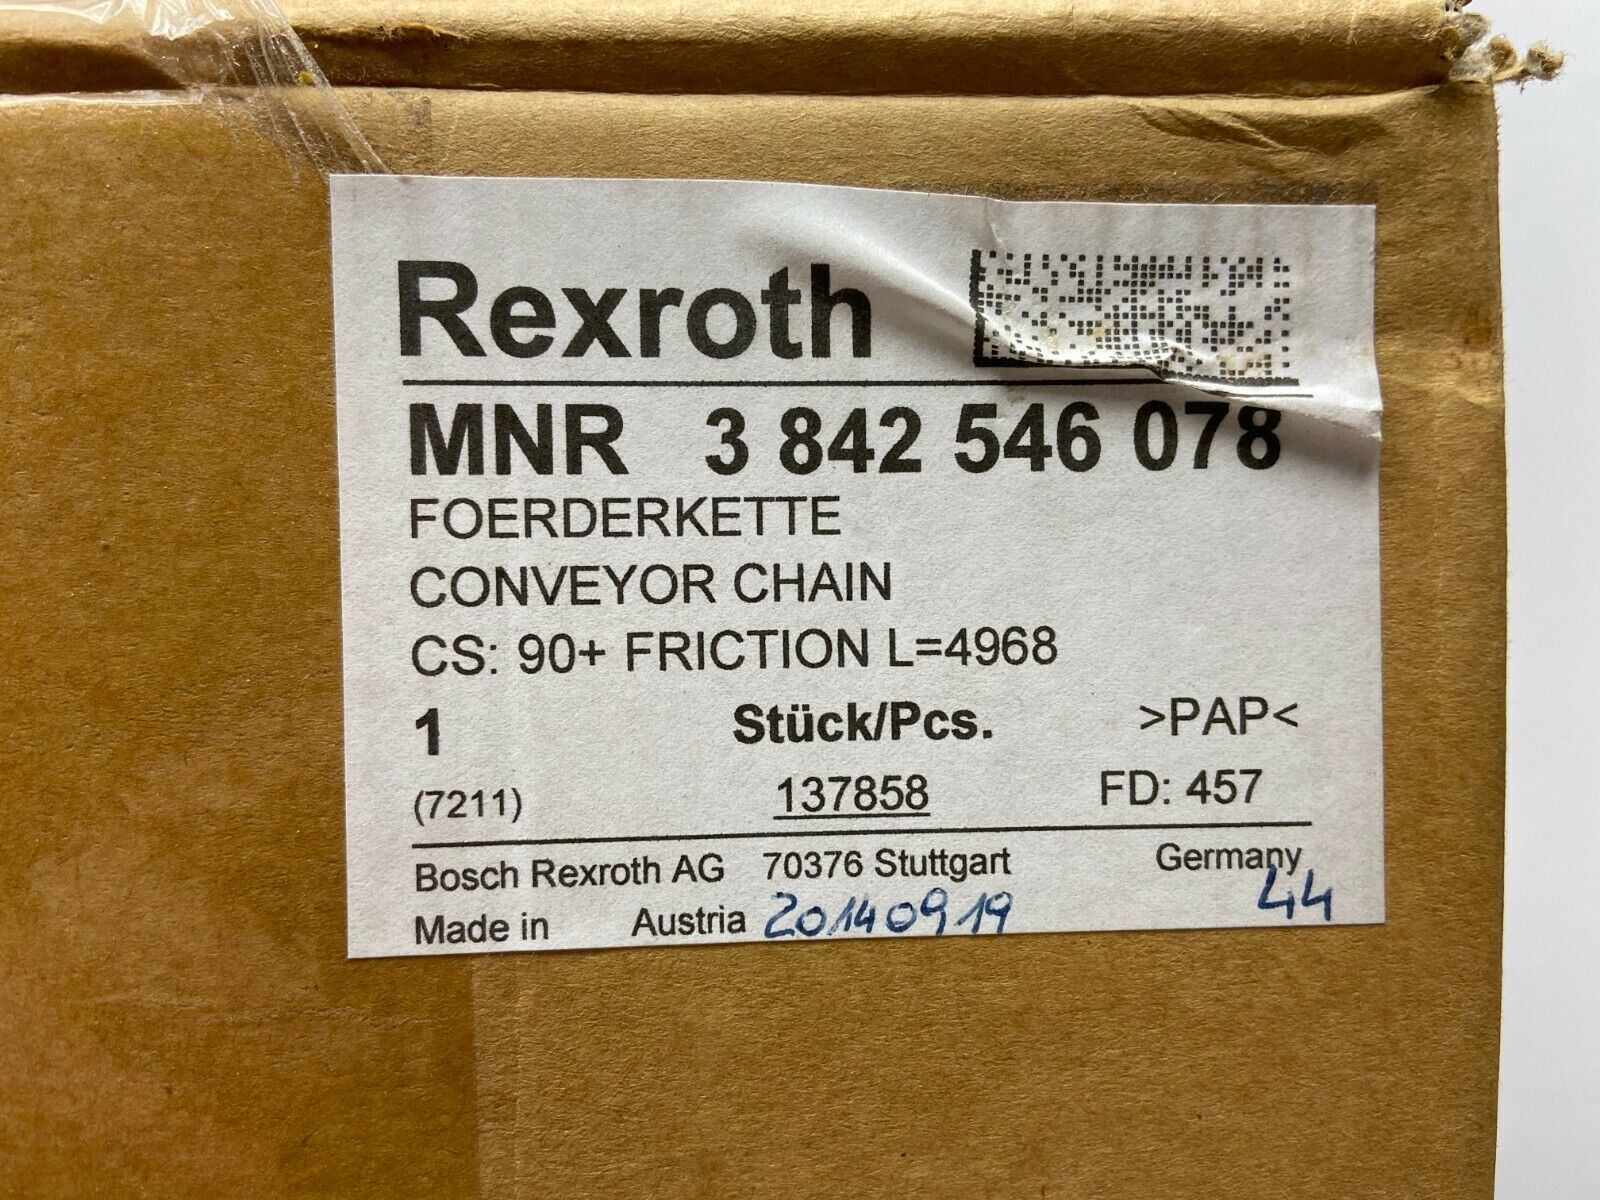 Rexroth
MNR 3 842 546 078
FOERDERKETTE
CONVEYOR CHAIN
CS: 90+ FRICTION L=4968
1 Stück/Pcs. >PAP<
(7211) 137858 FD: 457
Bosch Rexroth AG 70376 Stuttgart Germany
Made in Austria 20140919 44